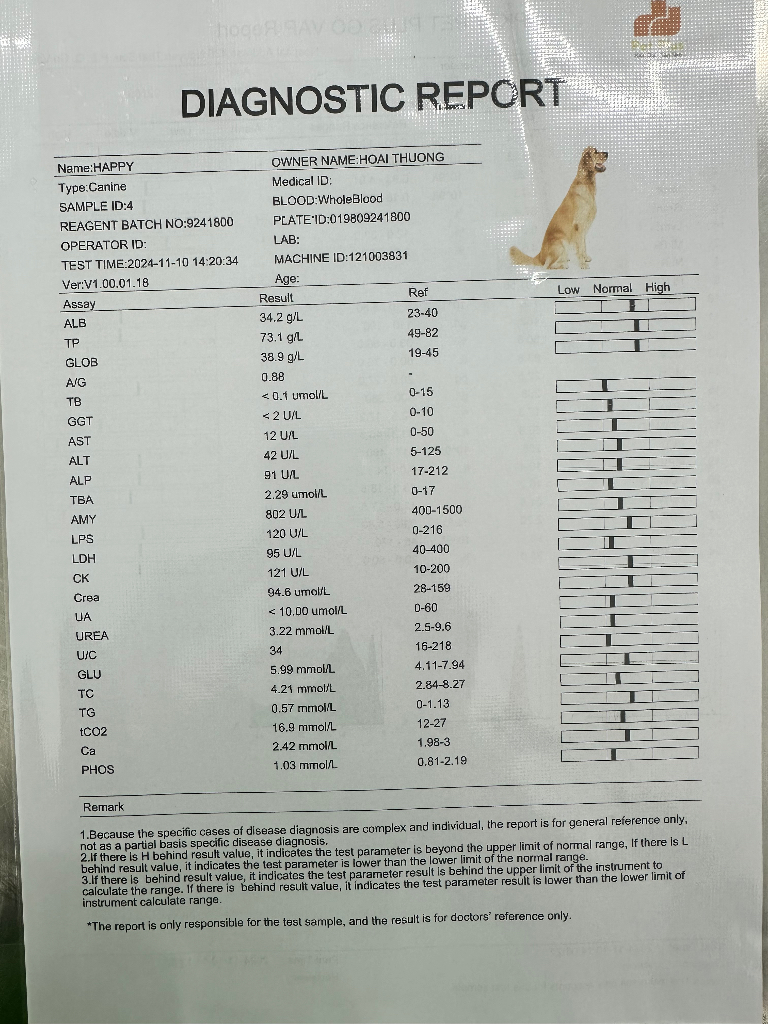 DIAGNOSTIC REPORT
Name:HAPPY OWNER NAME:HOAI THUONG
Type:Canine Medical ID:
SAMPLE ID:4 BLOOD:WholeBlood
REAGENT BATCH NO:9241800 PLATE'ID:019809241800
OPERATOR ID: LAB:
TEST TIME:2024-11-10 14:20:34 MACHINE ID:121003831
Ver:V1.00.01.18 Age:
Assay Result Ref Low Normal High
ALB 34.2 g/L 23-40
TP 73.1 g/L 49-82
GLOB 38.9 g/L 19-45
A/G 0.88 -
TB < 0.1 umol/L 0-15
GGT < 2 U/L 0-10
AST 12 U/L 0-50
ALT 42 U/L 5-125
ALP 91 U/L 17-212
TBA 2.29 umol/L 0-17
AMY 802 U/L 400-1500
LPS 120 U/L 0-216
LDH 95 U/L 40-400
CK 121 U/L 10-200
Crea 94.6 umol/L 28-159
UA < 10.00 umol/L 0-60
UREA 3.22 mmol/L 2.5-9.6
U/C 34 16-218
GLU 5.99 mmol/L 4.11-7.94
TC 4.21 mmol/L 2.84-8.27
TG 0.57 mmol/L 0-1.13
tCO2 16.9 mmol/L 12-27
Ca 2.42 mmol/L 1.98-3
PHOS 1.03 mmol/L 0.81-2.19
Remark
1.Because the specific cases of disease diagnosis are complex and individual, the report is for general reference only,
not as a partial basis specific disease diagnosis.
2.If there is H behind result value, it indicates the test parameter is beyond the upper limit of normal range, If there is L
behind result value, it indicates the test parameter is lower than the lower limit of the normal range.
3.If there is behind result value, it indicates the test parameter result is behind the upper limit of the instrument to
calculate the range. If there is behind result value, it indicates the test parameter result is lower than the lower limit of
instrument calculate range.
*The report is only responsible for the test sample, and the result is for doctors' reference only.